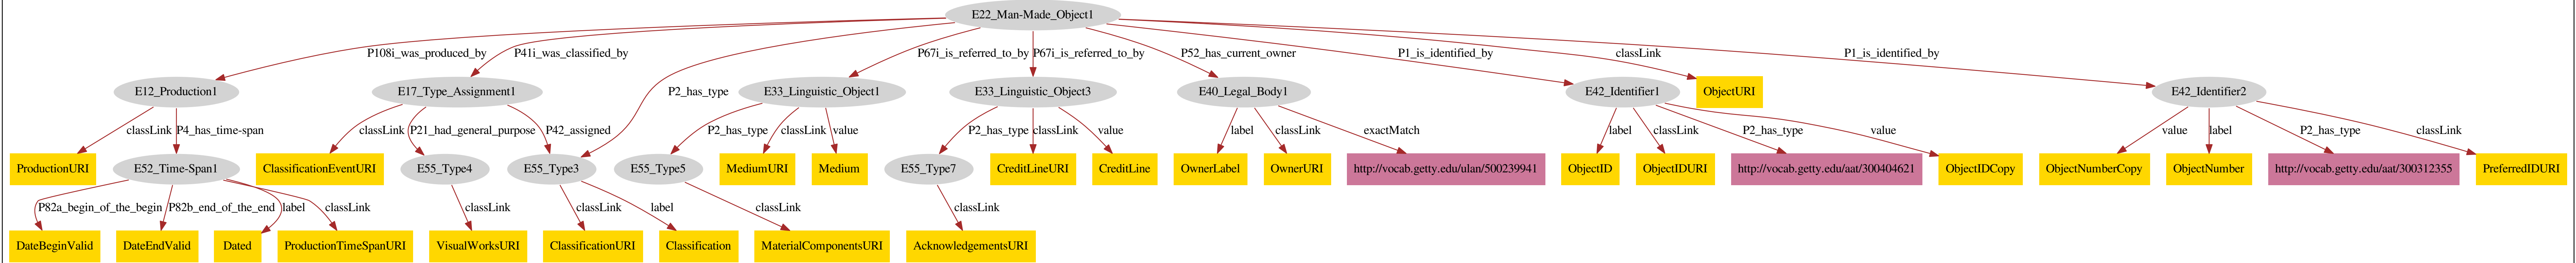 E22_Man-Made_Object1
P108i_was_produced_by
P41i_was_classified_by
P67i_is_referred_to_by
P67i_is_referred_to_by
P52_has_current_owner
P1_is_identified_by
classLink
P1_is_identified_by
E12_Production1
E17_Type_Assignment1
P2_has_type
E33_Linguistic_Object1
E33_Linguistic_Object3
E40_Legal_Body1
E42_Identifier1
ObjectURI
E42_Identifier2
classLink
P4_has_time-span
classLink
P21_had_general_purpose
P42_assigned
P2_has_type
classLink
value
P2_has_type
classLink
value
label
classLink
exactMatch
label
classLink
P2_has_type
value
value
label
P2_has_type
classLink
ProductionURI
E52_Time-Span1
ClassificationEventURI
E55_Type4
E55_Type3
E55_Type5
MediumURI
Medium
E55_Type7
CreditLineURI
CreditLine
OwnerLabel
OwnerURI
http://vocab.getty.edu/ulan/500239941
ObjectID
ObjectIDURI
http://vocab.getty.edu/aat/300404621
ObjectIDCopy
ObjectNumberCopy
ObjectNumber
http://vocab.getty.edu/aat/300312355
PreferredIDURI
P82a_begin_of_the_begin
P82b_end_of_the_end
label
classLink
classLink
classLink
label
classLink
classLink
DateBeginValid
DateEndValid
Dated
ProductionTimeSpanURI
VisualWorksURI
ClassificationURI
Classification
MaterialComponentsURI
AcknowledgementsURI